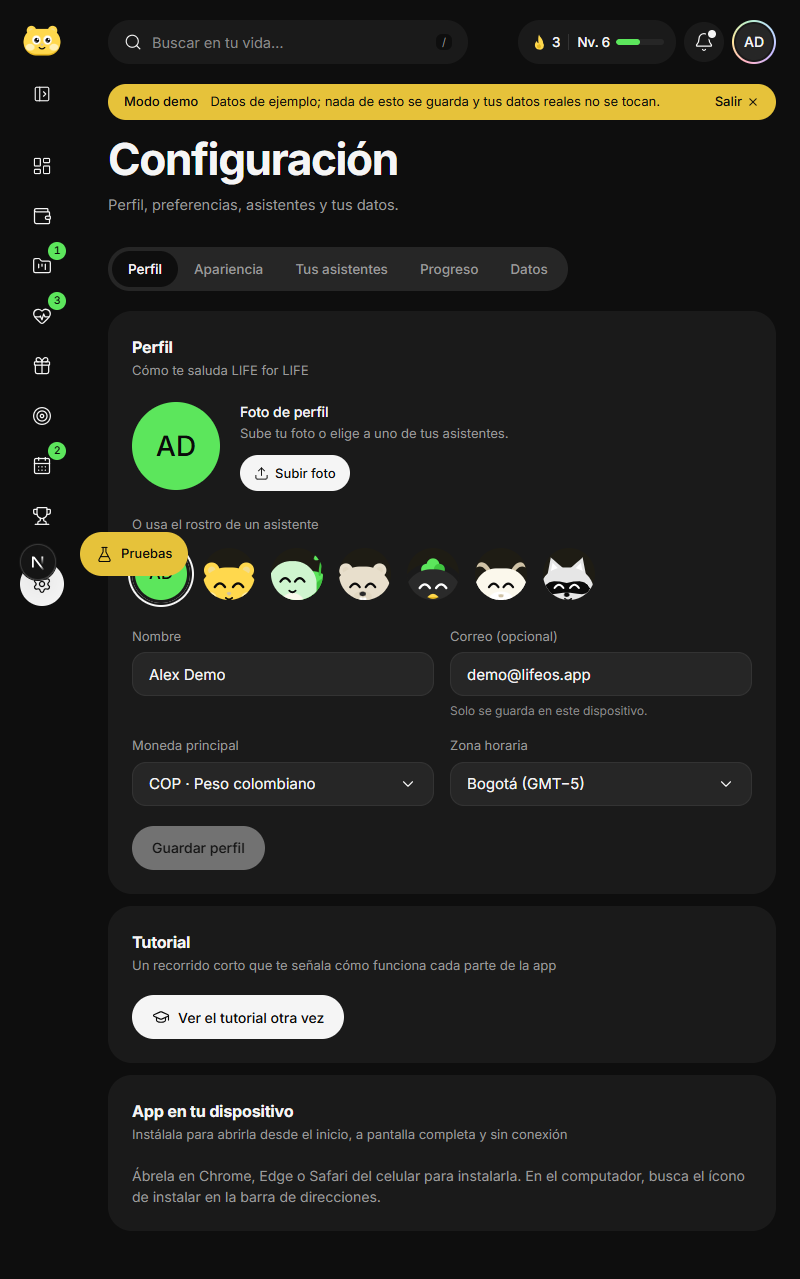 Buscar en tu vida...
/
3
Nv. 6
AD
Modo demo Datos de ejemplo; nada de esto se guarda y tus datos reales no se tocan. Salir ×
Configuración
Perfil, preferencias, asistentes y tus datos.
1
3
2
N
Perfil Apariencia Tus asistentes Progreso Datos
Perfil
Cómo te saluda LIFE for LIFE
AD
Foto de perfil
Sube tu foto o elige a uno de tus asistentes.
Subir foto
O usa el rostro de un asistente
Pruebas
AD
Nombre
Alex Demo
Correo (opcional)
demo@lifeos.app
Solo se guarda en este dispositivo.
Moneda principal
COP · Peso colombiano
Zona horaria
Bogotá (GMT−5)
Guardar perfil
Tutorial
Un recorrido corto que te señala cómo funciona cada parte de la app
Ver el tutorial otra vez
App en tu dispositivo
Instálala para abrirla desde el inicio, a pantalla completa y sin conexión
Ábrela en Chrome, Edge o Safari del celular para instalarla. En el computador, busca el ícono
de instalar en la barra de direcciones.